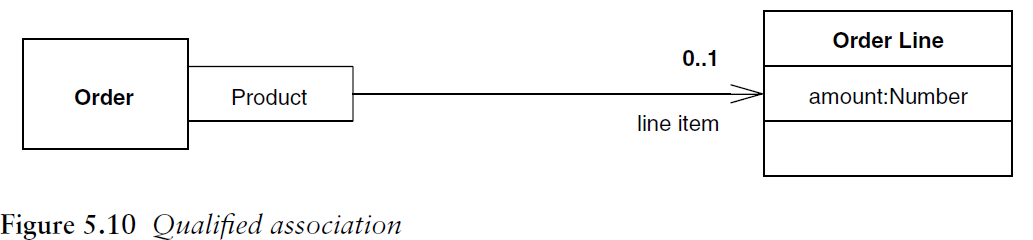 Order
Product
0..1
line item
Order Line
amount:Number
Figure 5.10 Qualified association